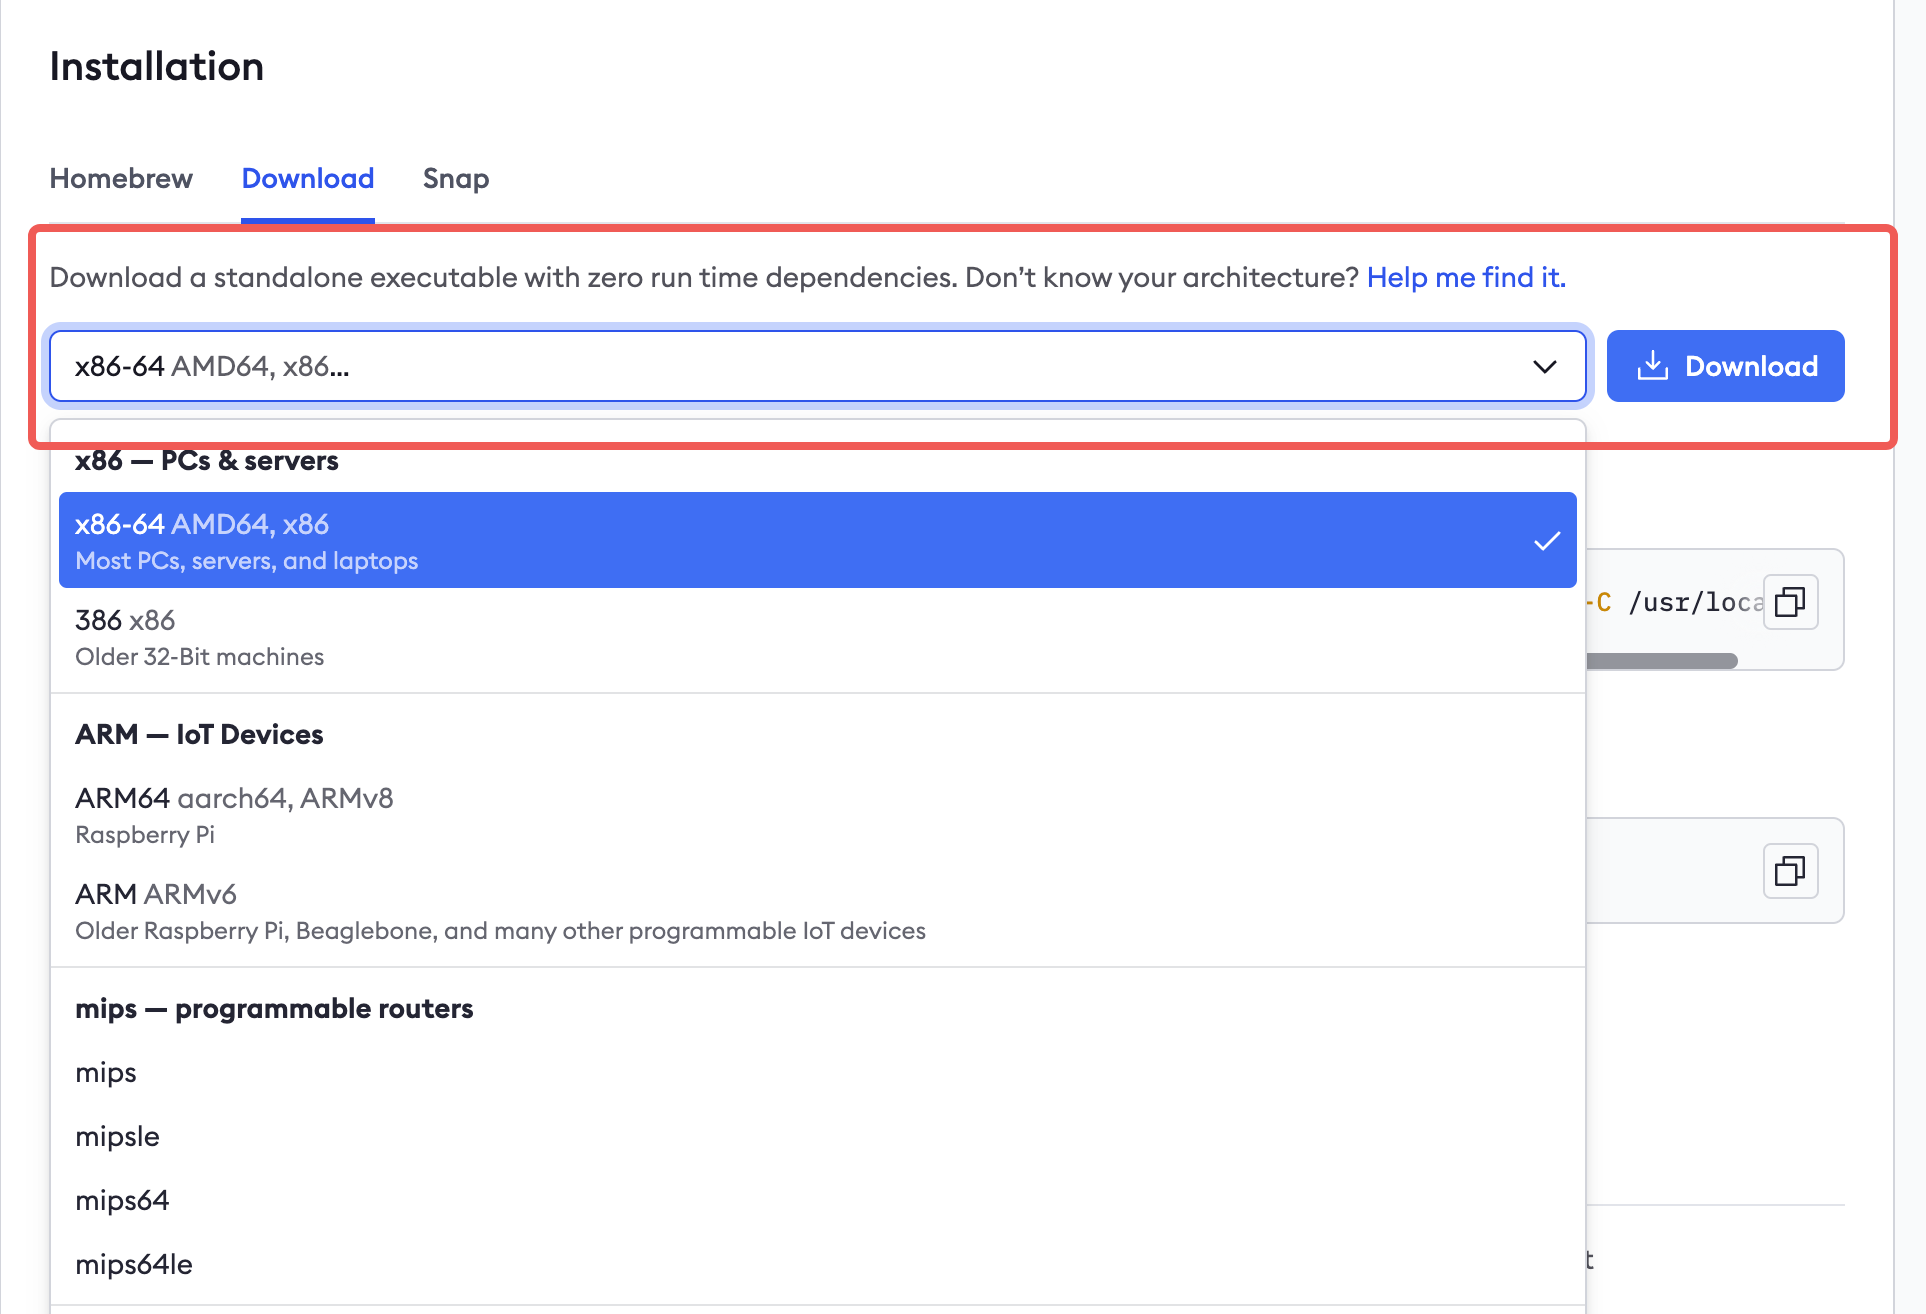 Installation
Homebrew Download Snap
Download a standalone executable with zero run time dependencies. Don’t know your architecture? Help me find it.
x86-64 AMD64, x86...
Download
x86 — PCs & servers
x86-64 AMD64, x86
Most PCs, servers, and laptops
-C /usr/loca
386 x86
Older 32-Bit machines
ARM — IoT Devices
ARM64 aarch64, ARMv8
Raspberry Pi
ARM ARMv6
Older Raspberry Pi, Beaglebone, and many other programmable IoT devices
mips — programmable routers
mips
mipsle
mips64
mips64le
t